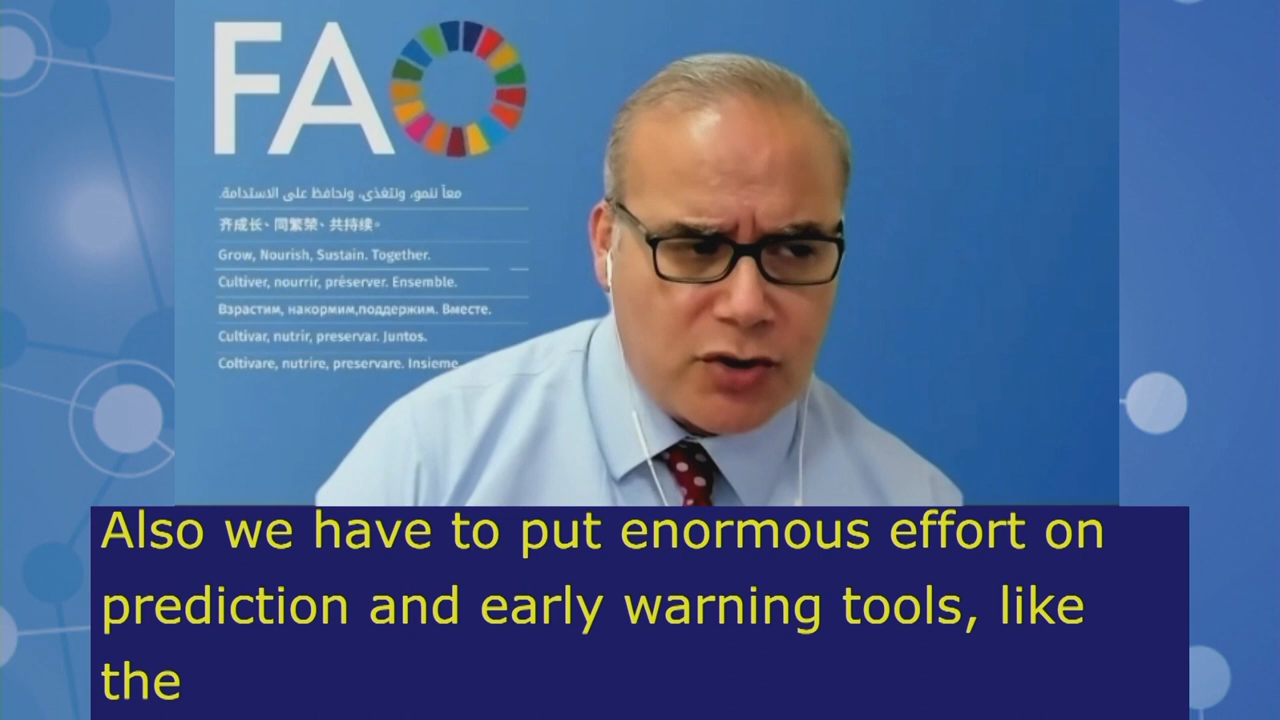 FAO
معاً ننمو، ونتغذى، ونحافظ على الاستدامة.
齐成长、同繁荣、共持续。
Grow, Nourish, Sustain. Together.
Cultiver, nourrir, préserver. Ensemble.
Взрастим, накормим,поддержим. Вместе.
Cultivar, nutrir, preservar. Juntos.
Coltivare, nutrire, preservare. Insieme
Also we have to put enormous effort on
prediction and early warning tools, like
the